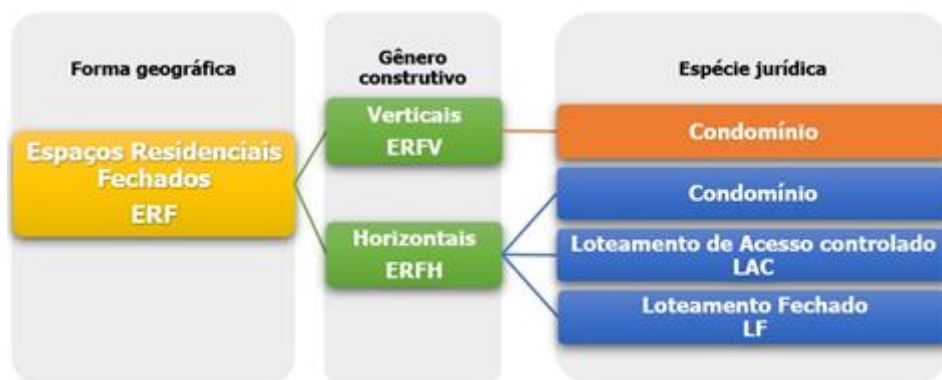 Forma geográfica
Espaços Residenciais
Fechados
ERF
Gênero
construtivo
Verticais
ERFV
Horizontais
ERFH
Espécie jurídica
Condomínio
Condomínio
Loteamento de Acesso controlado
LAC
Loteamento Fechado
LF